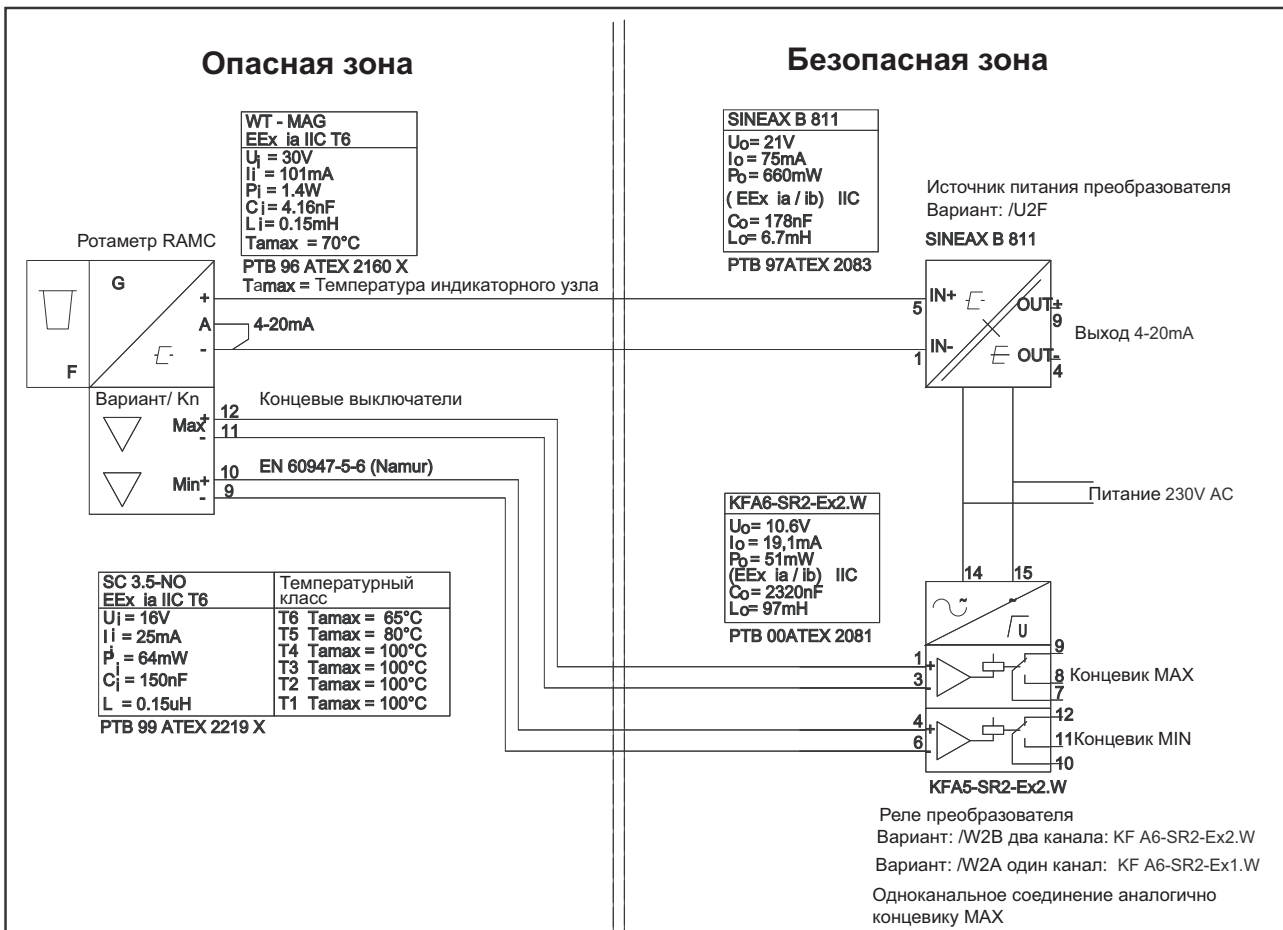 Опасная зона
Безопасная зона
WT - MAG
EEx ia IIC T6
Ui = 30V
Ii = 101mA
Pi = 1.4W
Ci = 4.16nF
Li = 0.15mH
Tamax = 70°C
PTB 96 ATEX 2160 X
Tamax = Температура индикаторного узла
SINEAX B 811
Uo= 21V
Io = 75mA
Po = 660mW
( EEx ia / ib) IIC
Co = 178nF
Lo = 6.7mH
PTB 97ATEX 2083
Источник питания преобразователя
Вариант: /U2F
SINEAX B 811
Ротаметр RAMC
G
F
+
A
-
4-20mA
5
IN+
1
IN-
OUT+
9
OUT-
4
Выход 4-20mA
Вариант/ Kn
Концевые выключатели
Max
+
-
12
11
Min
+
-
10
9
EN 60947-5-6 (Namur)
Питание 230V AC
KFA6-SR2-Ex2.W
Uo= 10.6V
Io = 19,1mA
Po = 51mW
(EEx ia / ib) IIC
Co = 2320nF
Lo= 97mH
PTB 00ATEX 2081
SC 3.5-NO
EEx ia IIC T6
Ui = 16V
Ii = 25mA
Pi = 64mW
Ci = 150nF
L = 0.15uH
Температурный
класс
T6 Tamax = 65°C
T5 Tamax = 80°C
T4 Tamax = 100°C
T3 Tamax = 100°C
T2 Tamax = 100°C
T1 Tamax = 100°C
PTB 99 ATEX 2219 X
14
15
~
~
U
1
+
3
-
9
8
7
Концевик MAX
4
+
6
-
12
11
10
Концевик MIN
KFA5-SR2-Ex2.W
Реле преобразователя
Вариант: /W2B два канала: KF A6-SR2-Ex2.W
Вариант: /W2A один канал: KF A6-SR2-Ex1.W
Одноканальное соединение аналогично
концевику MAX